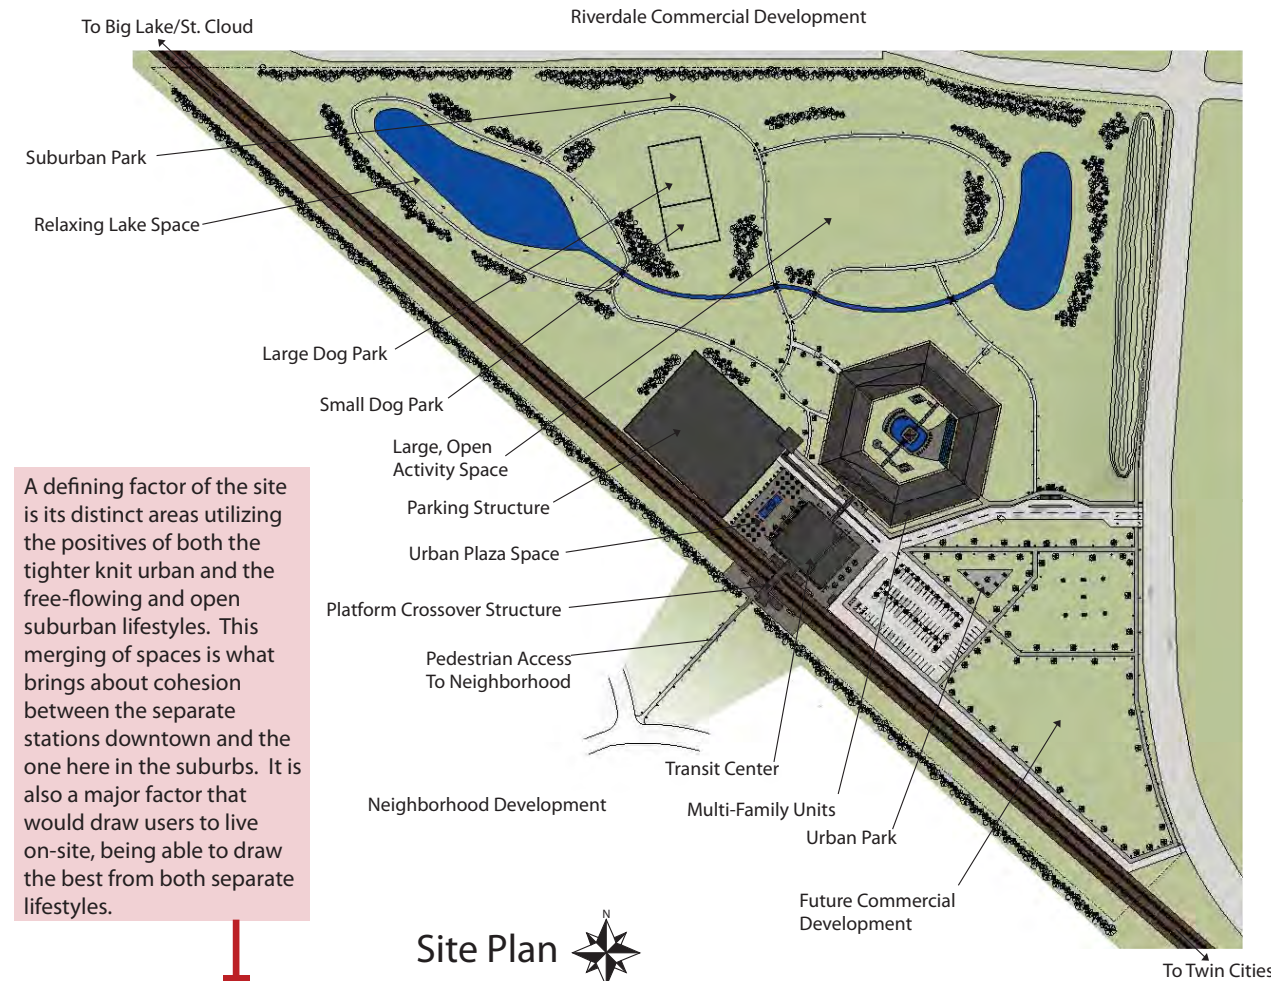 Riverdale Commercial Development
To Big Lake/St. Cloud
Suburban Park
Relaxing Lake Space
Large Dog Park
Small Dog Park
Large, Open
Activity Space
Parking Structure
Urban Plaza Space
Platform Crossover Structure
Pedestrian Access
To Neighborhood
Transit Center
Neighborhood Development
Multi-Family Units
Urban Park
Future Commercial
Development
To Twin Cities
A defining factor of the site
is its distinct areas utilizing
the positives of both the
tighter knit urban and the
free-flowing and open
suburban lifestyles.  This
merging of spaces is what
brings about cohesion
between the separate
stations downtown and the
one here in the suburbs.  It is
also a major factor that
would draw users to live
on-site, being able to draw
the best from both separate
lifestyles.
Site Plan
N